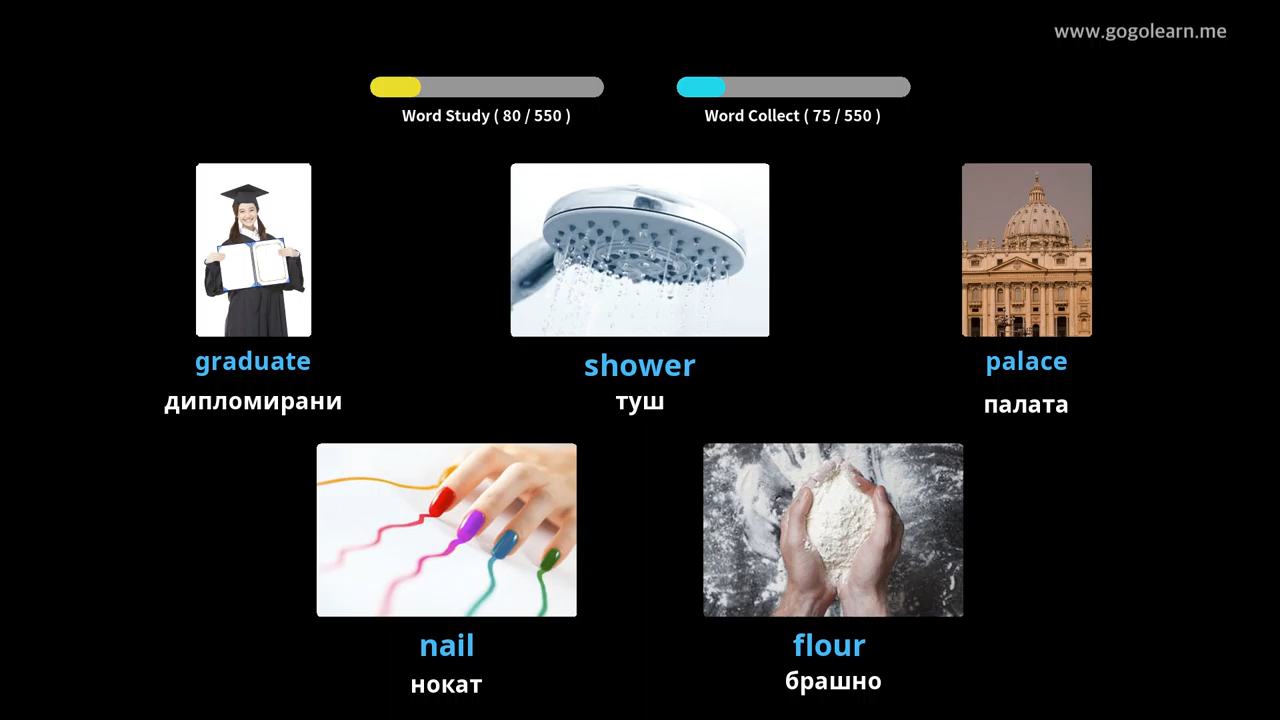 www.gogolearn.me
Word Study ( 80 / 550 )
Word Collect ( 75 / 550 )
graduate
дипломирани
shower
туш
palace
палата
nail
нокат
flour
брашно